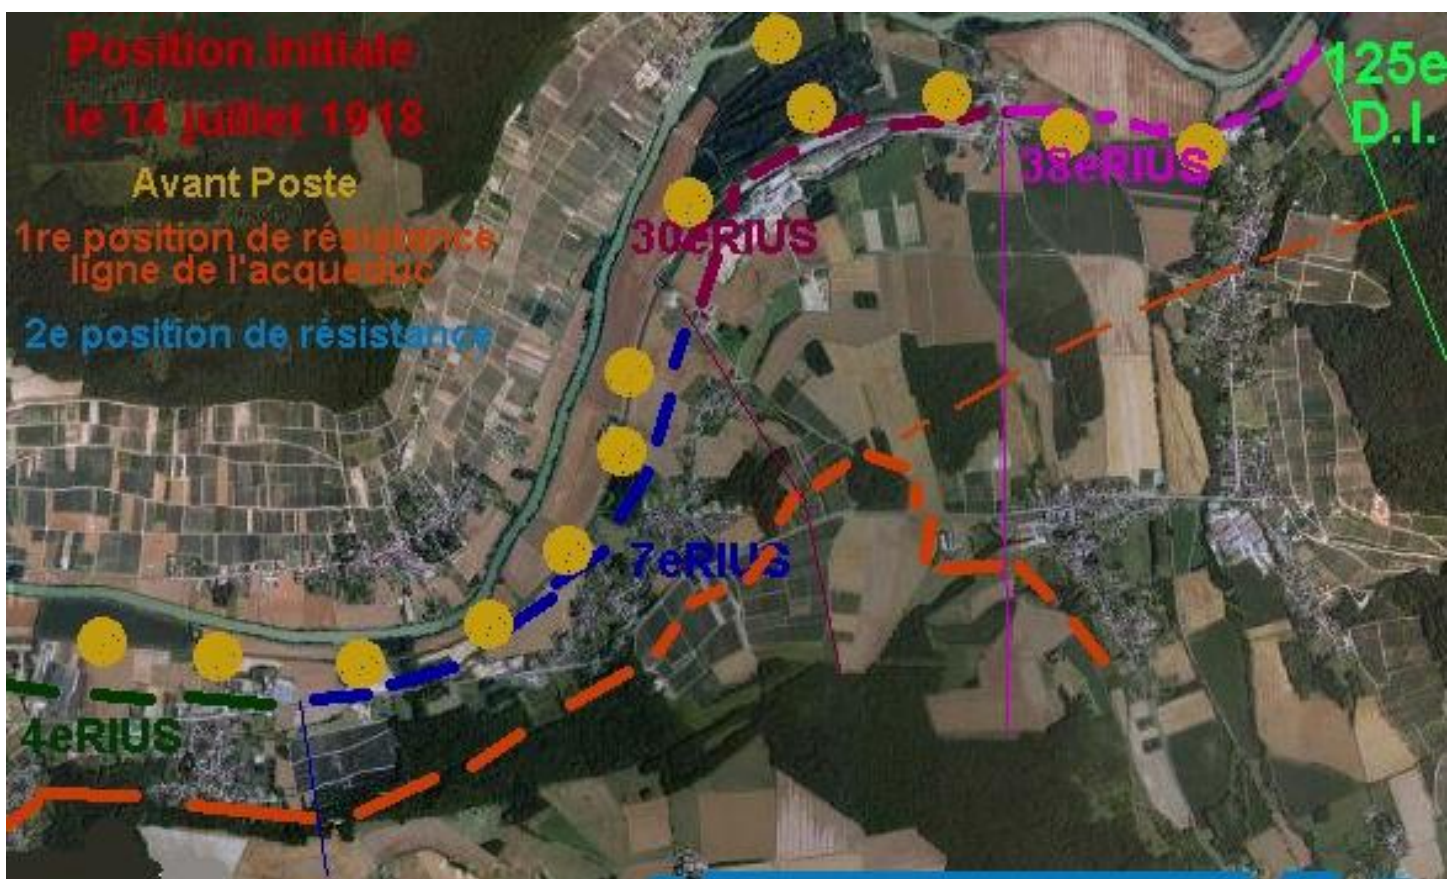 Position initiale
le 14 juillet 1918
Avant Poste
1re position de résistance
ligne de l'acqueduc
2e position de résistance
125e
D.I.
38eRIUS
30eRIUS
7eRIUS
4eRIUS